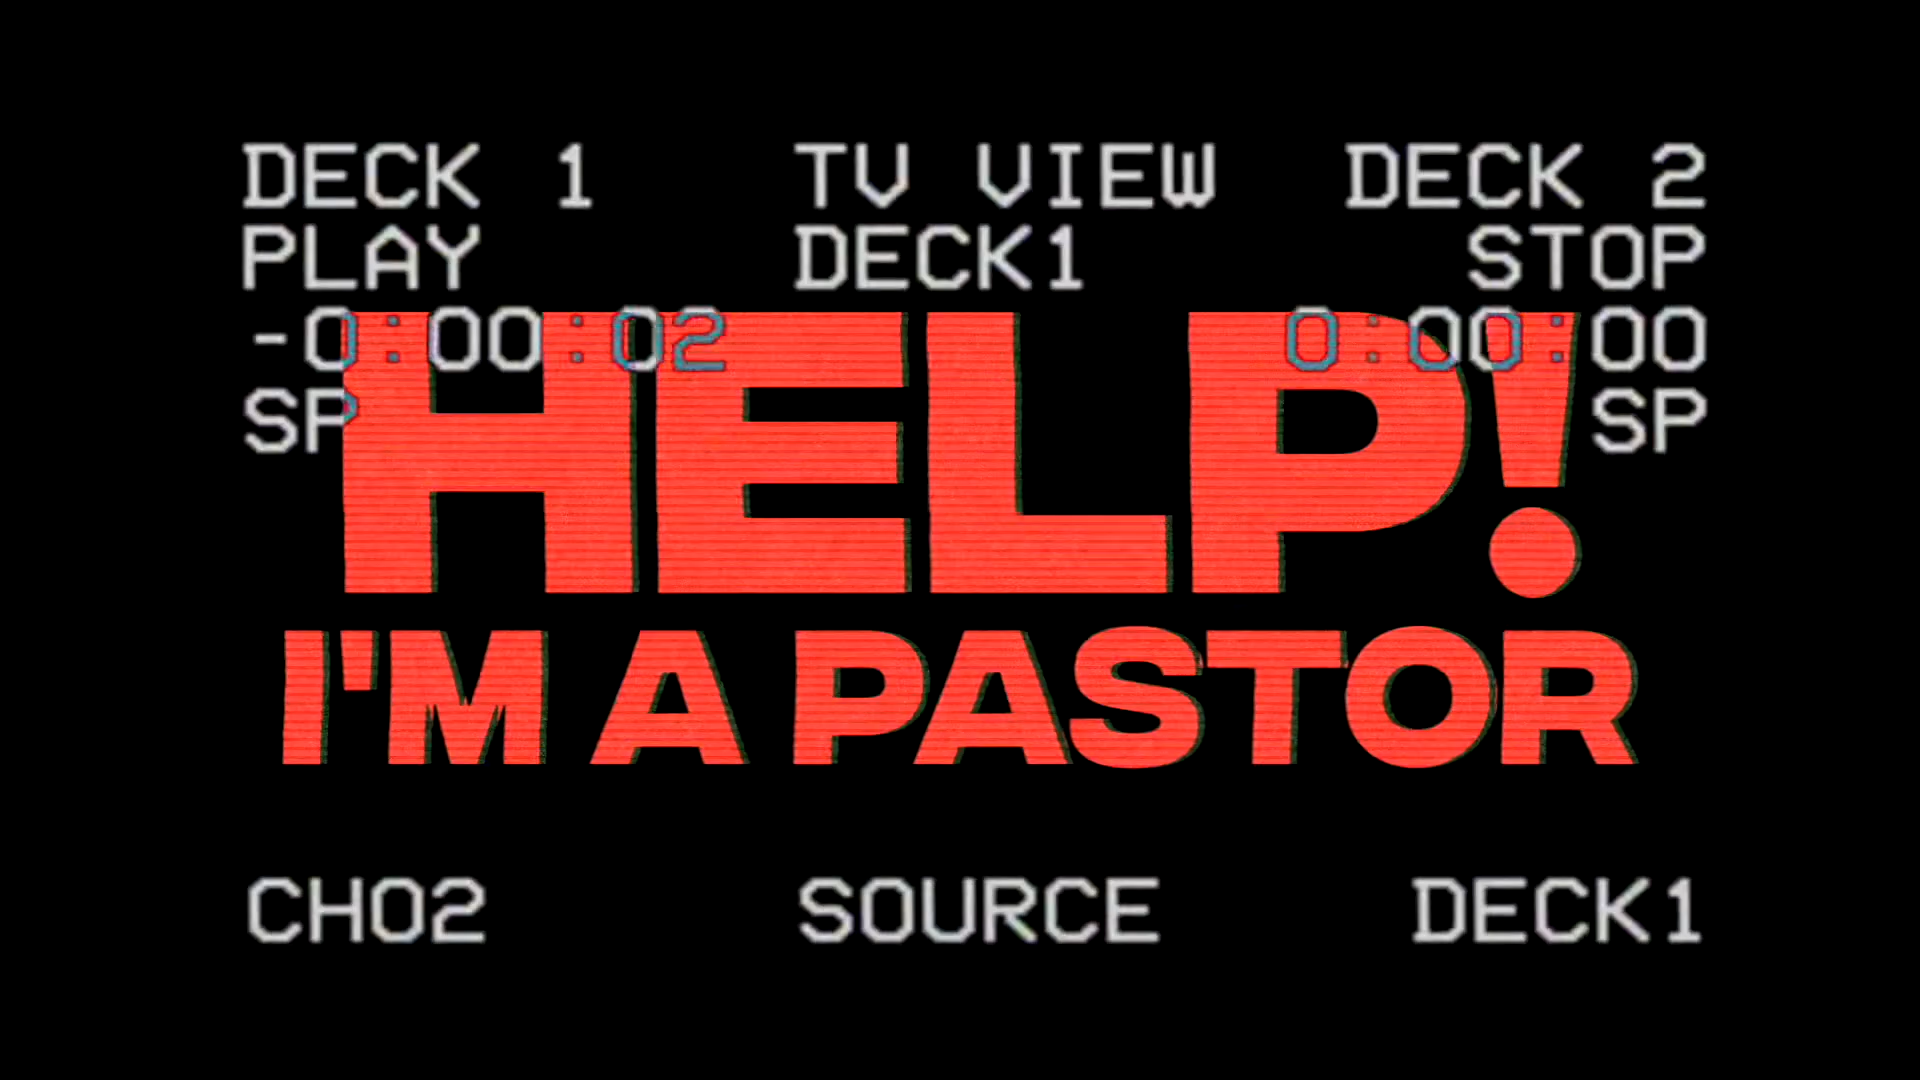 DECK 1 TV VIEW DECK 2
PLAY DECK1 STOP
-0:00:02 0:00:00
SP SP
HELP!
I'M A PASTOR
CH02 SOURCE DECK1